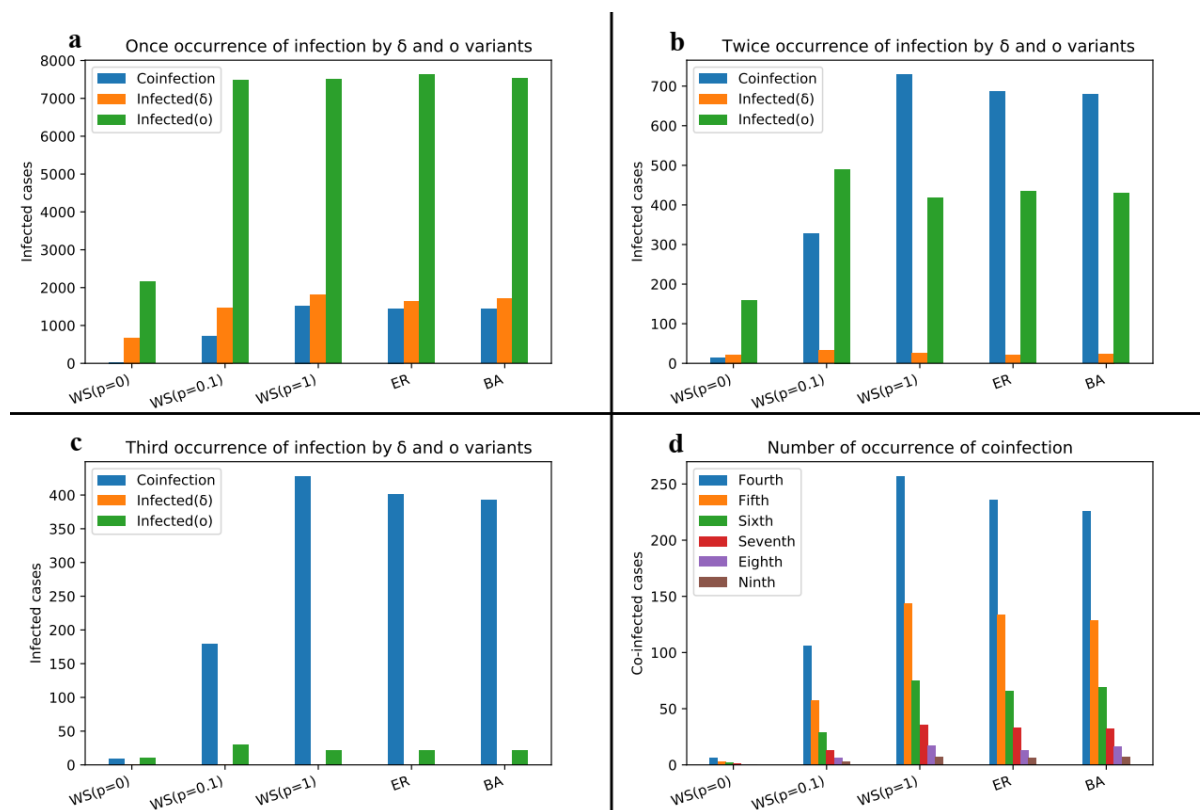 a
Once occurrence of infection by δ and o variants
8000
7000
6000
5000
4000
3000
2000
1000
0
Infected cases
Coinfection
Infected(δ)
Infected(o)
WS(p=0)
WS(p=0.1)
WS(p=1)
ER
BA
b
Twice occurrence of infection by δ and o variants
700
600
500
400
300
200
100
0
Infected cases
Coinfection
Infected(δ)
Infected(o)
WS(p=0)
WS(p=0.1)
WS(p=1)
ER
BA
c
Third occurrence of infection by δ and o variants
400
350
300
250
200
150
100
50
0
Infected cases
Coinfection
Infected(δ)
Infected(o)
WS(p=0)
WS(p=0.1)
WS(p=1)
ER
BA
d
Number of occurrence of coinfection
250
200
150
100
50
0
Co-infected cases
Fourth
Fifth
Sixth
Seventh
Eighth
Ninth
WS(p=0)
WS(p=0.1)
WS(p=1)
ER
BA